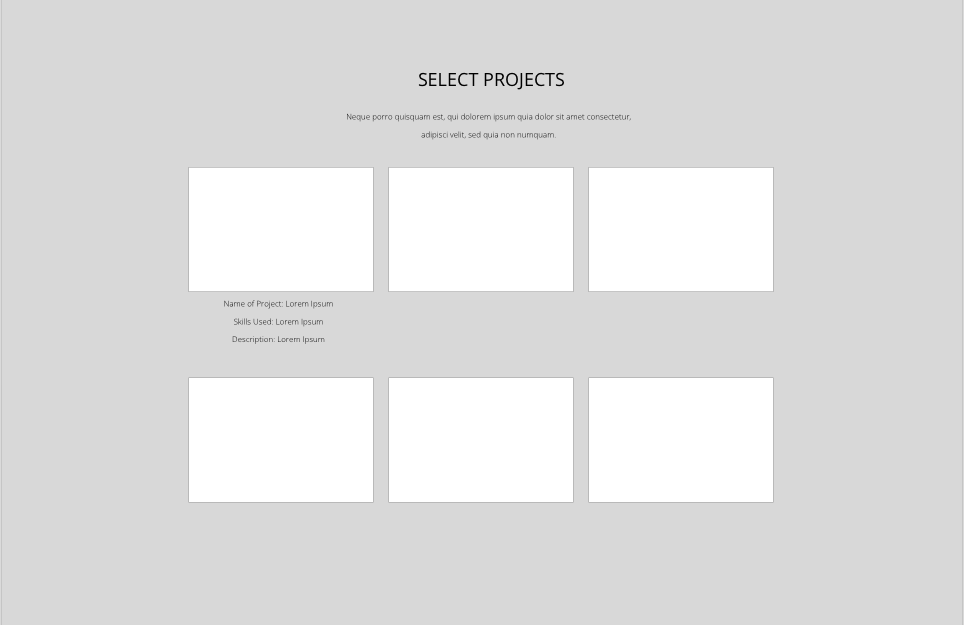 SELECT PROJECTS
Neque porro quisquam est, qui dolorem ipsum quia dolor sit amet consectetur,
adipisci velit, sed quia non numquam.
Name of Project: Lorem Ipsum
Skills Used: Lorem Ipsum
Description: Lorem Ipsum